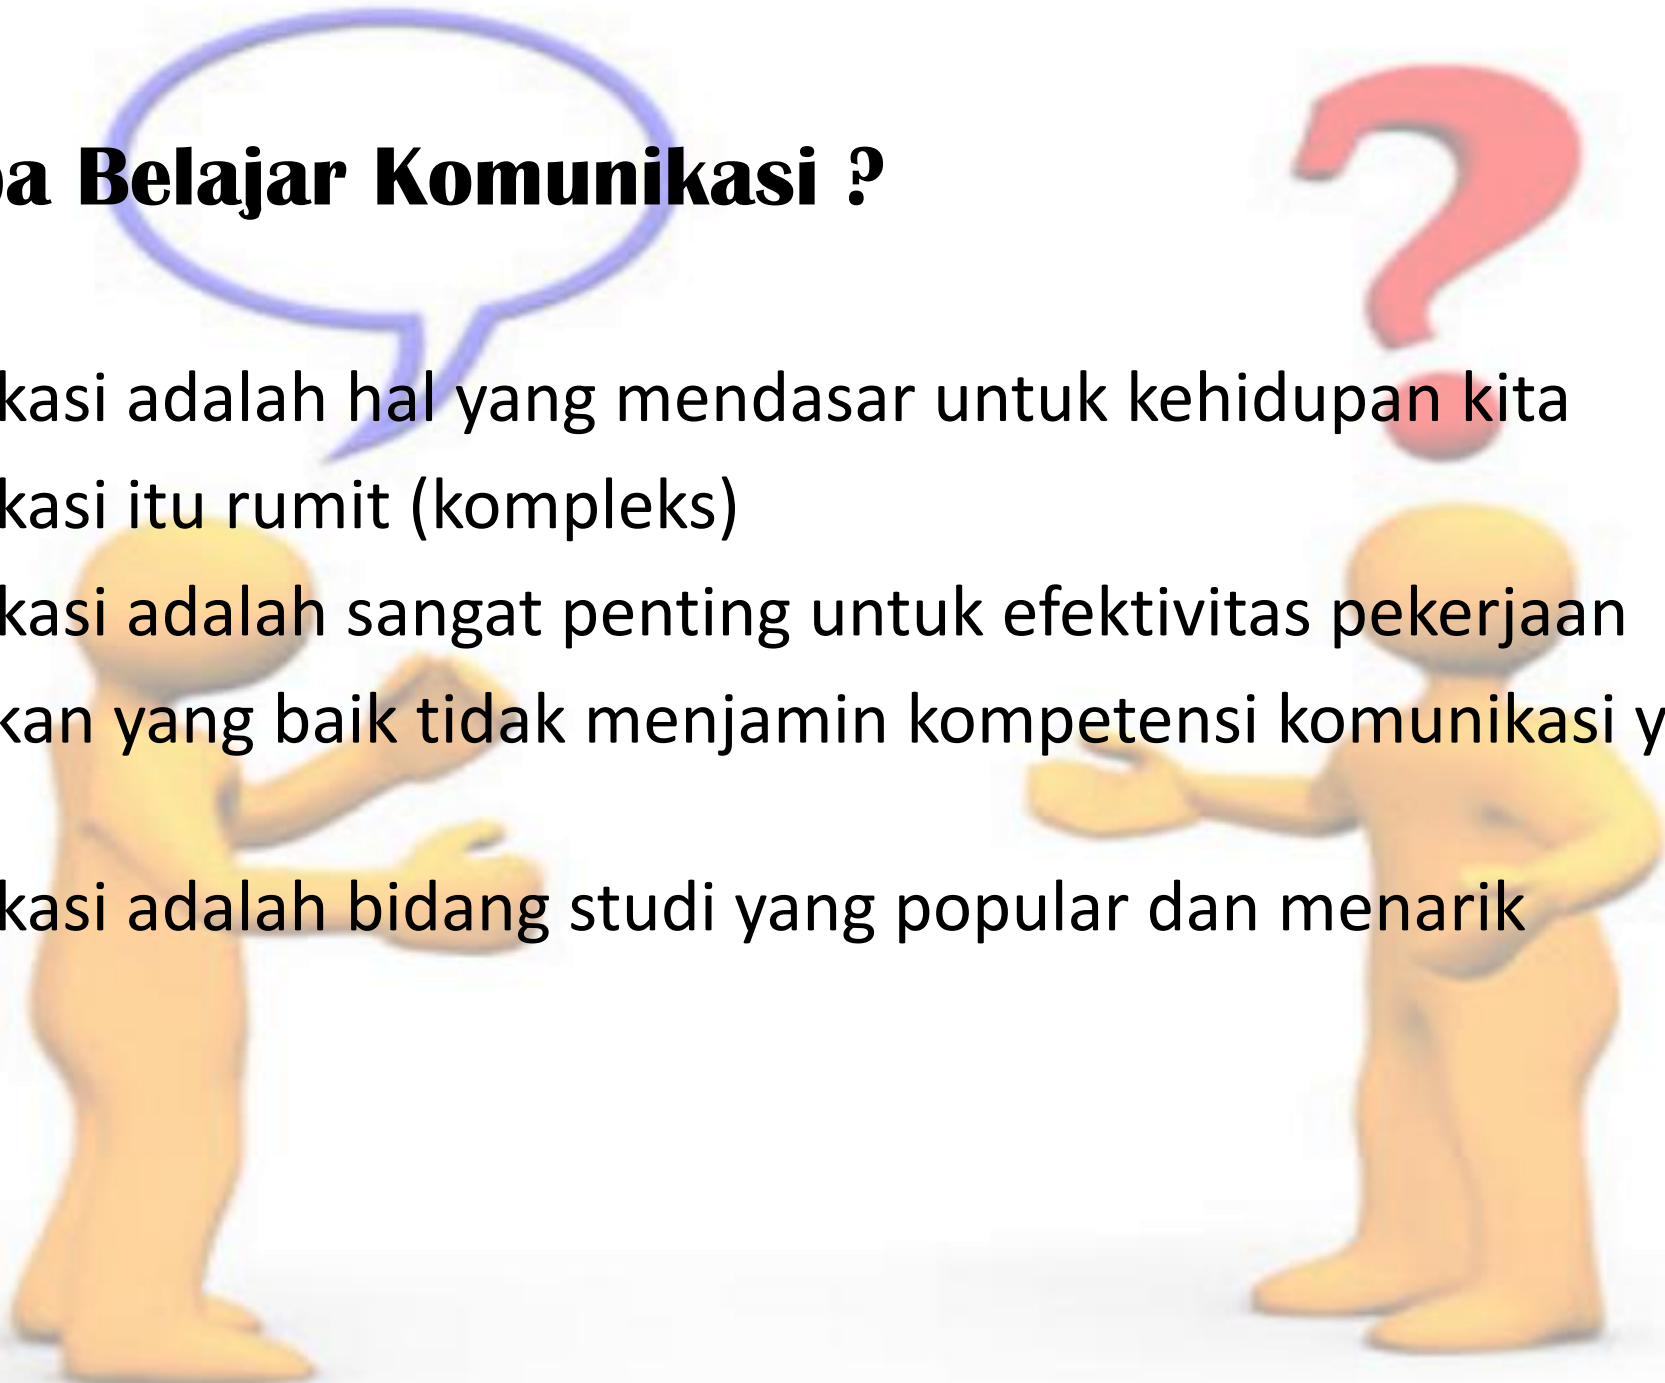 pa Belajar Komunikasi ?
kasi adalah hal yang mendasar untuk kehidupan kita
kasi itu rumit (kompleks)
kasi adalah sangat penting untuk efektivitas pekerjaan
kan yang baik tidak menjamin kompetensi komunikasi y
kasi adalah bidang studi yang popular dan menarik